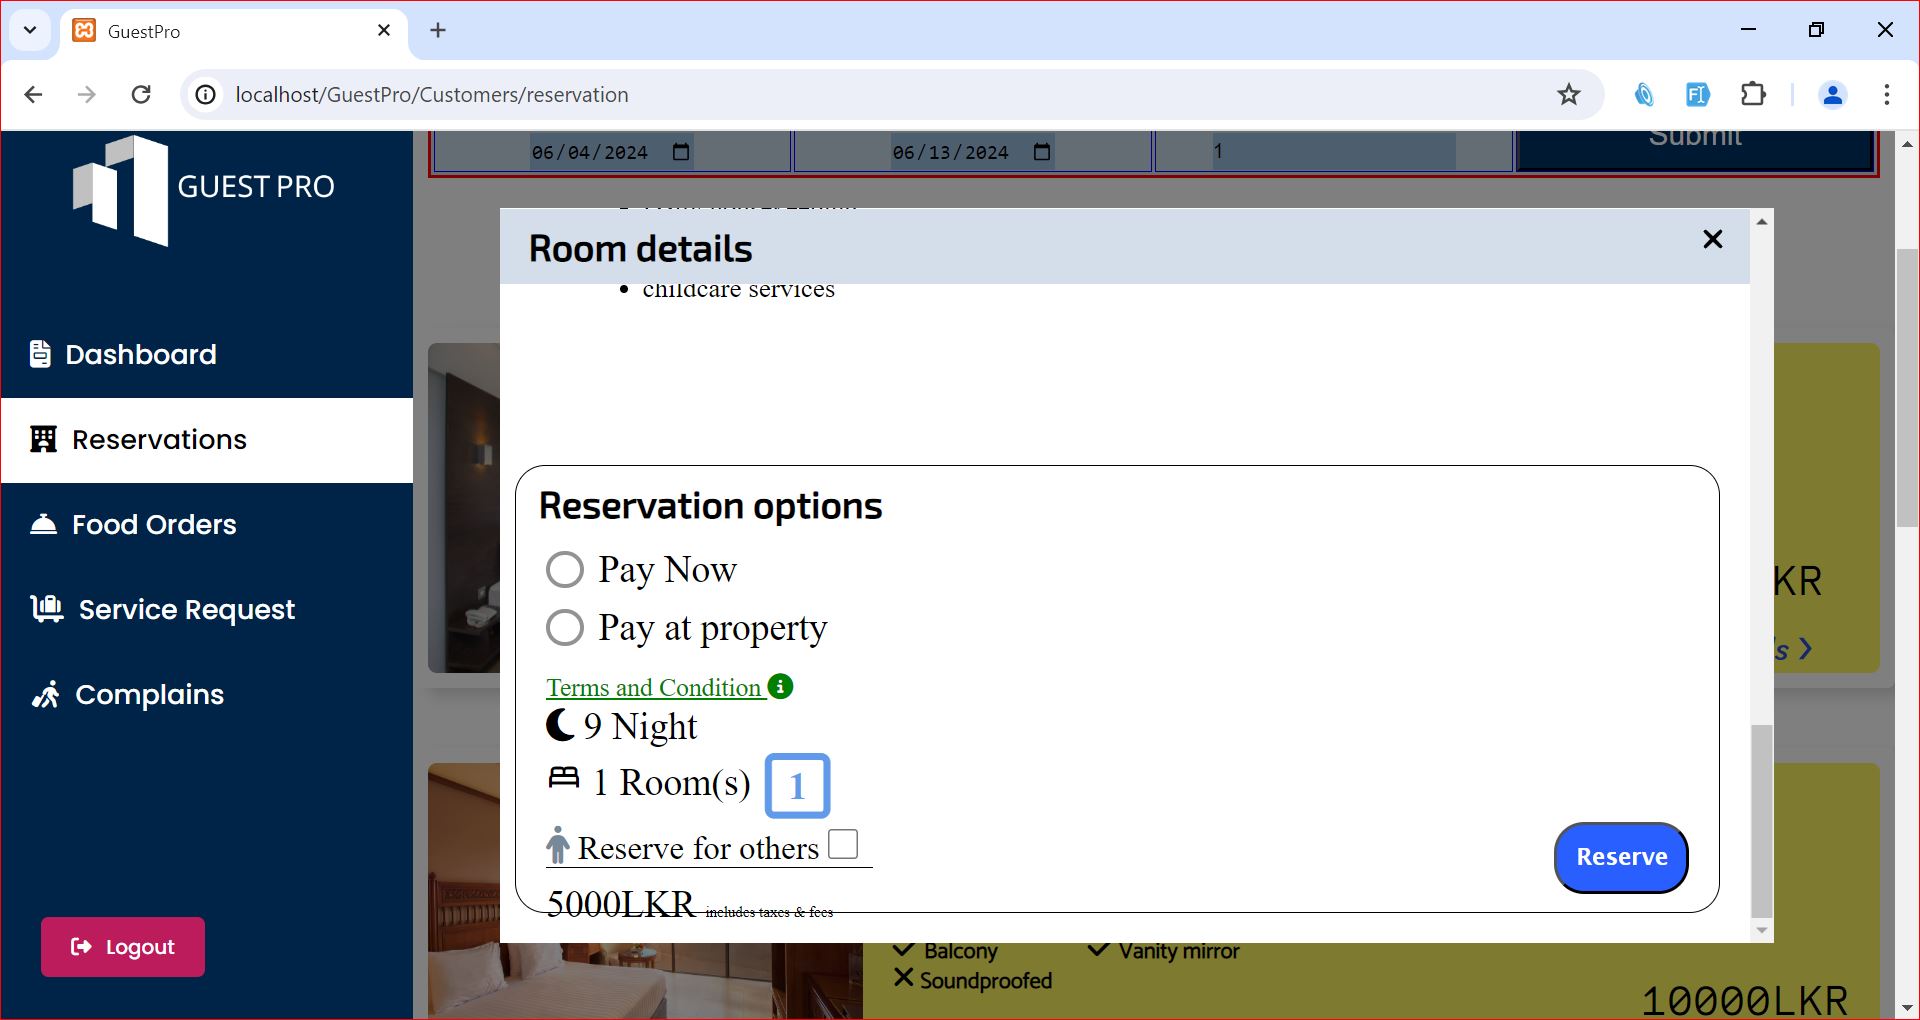 GuestPro
localhost/GuestPro/Customers/reservation
GUEST PRO
06/04/2024
06/13/2024
1
Submit
Room details
childcare services
Dashboard
Reservations
Food Orders
Service Request
Complains
Logout
Reservation options
Pay Now
Pay at property
Terms and Condition
9 Night
1 Room(s) 1
Reserve for others
Reserve
5000LKR includes taxes & fees
KR
s
Balcony
Vanity mirror
Soundproofed
10000LKR